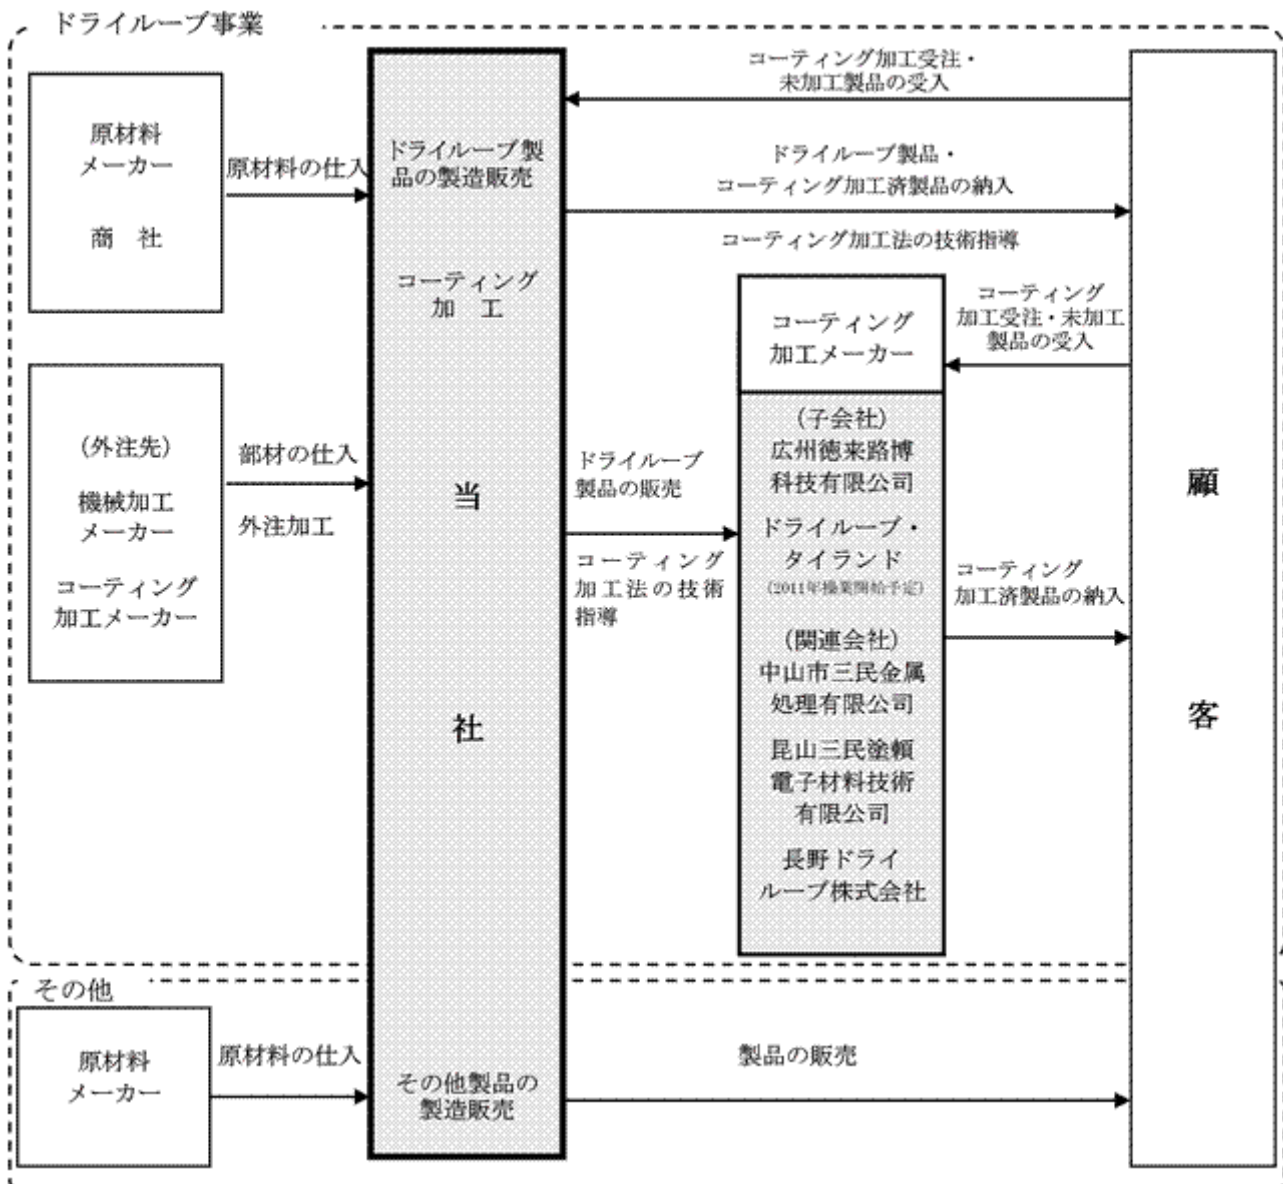 ドライルーブ事業
原材料
メーカー
商 社
原材料の仕入
(外注先)
機械加工
メーカー
コーティング
加工メーカー
部材の仕入
外注加工
ドライルーブ製
品の製造販売
コーティング
加 工
当
社
コーティング加工受注・
未加工製品の受入
ドライルーブ製品・
コーティング加工済製品の納入
コーティング加工法の技術指導
ドライルーブ
製品の販売
コーティング
加工法の技術
指導
コーティング
加工メーカー
(子会社)
広州徳来路博
科技有限公司
ドライルーブ・
タイランド
(2011年操業開始予定)
(関連会社)
中山市三民金属
処理有限公司
昆山三民塗頼
電子材料技術
有限公司
長野ドライ
ルーブ株式会社
コーティング
加工受注・未加工
製品の受入
コーティング
加工済製品の納入
顧
客
その他
原材料
メーカー
原材料の仕入
その他製品の
製造販売
製品の販売